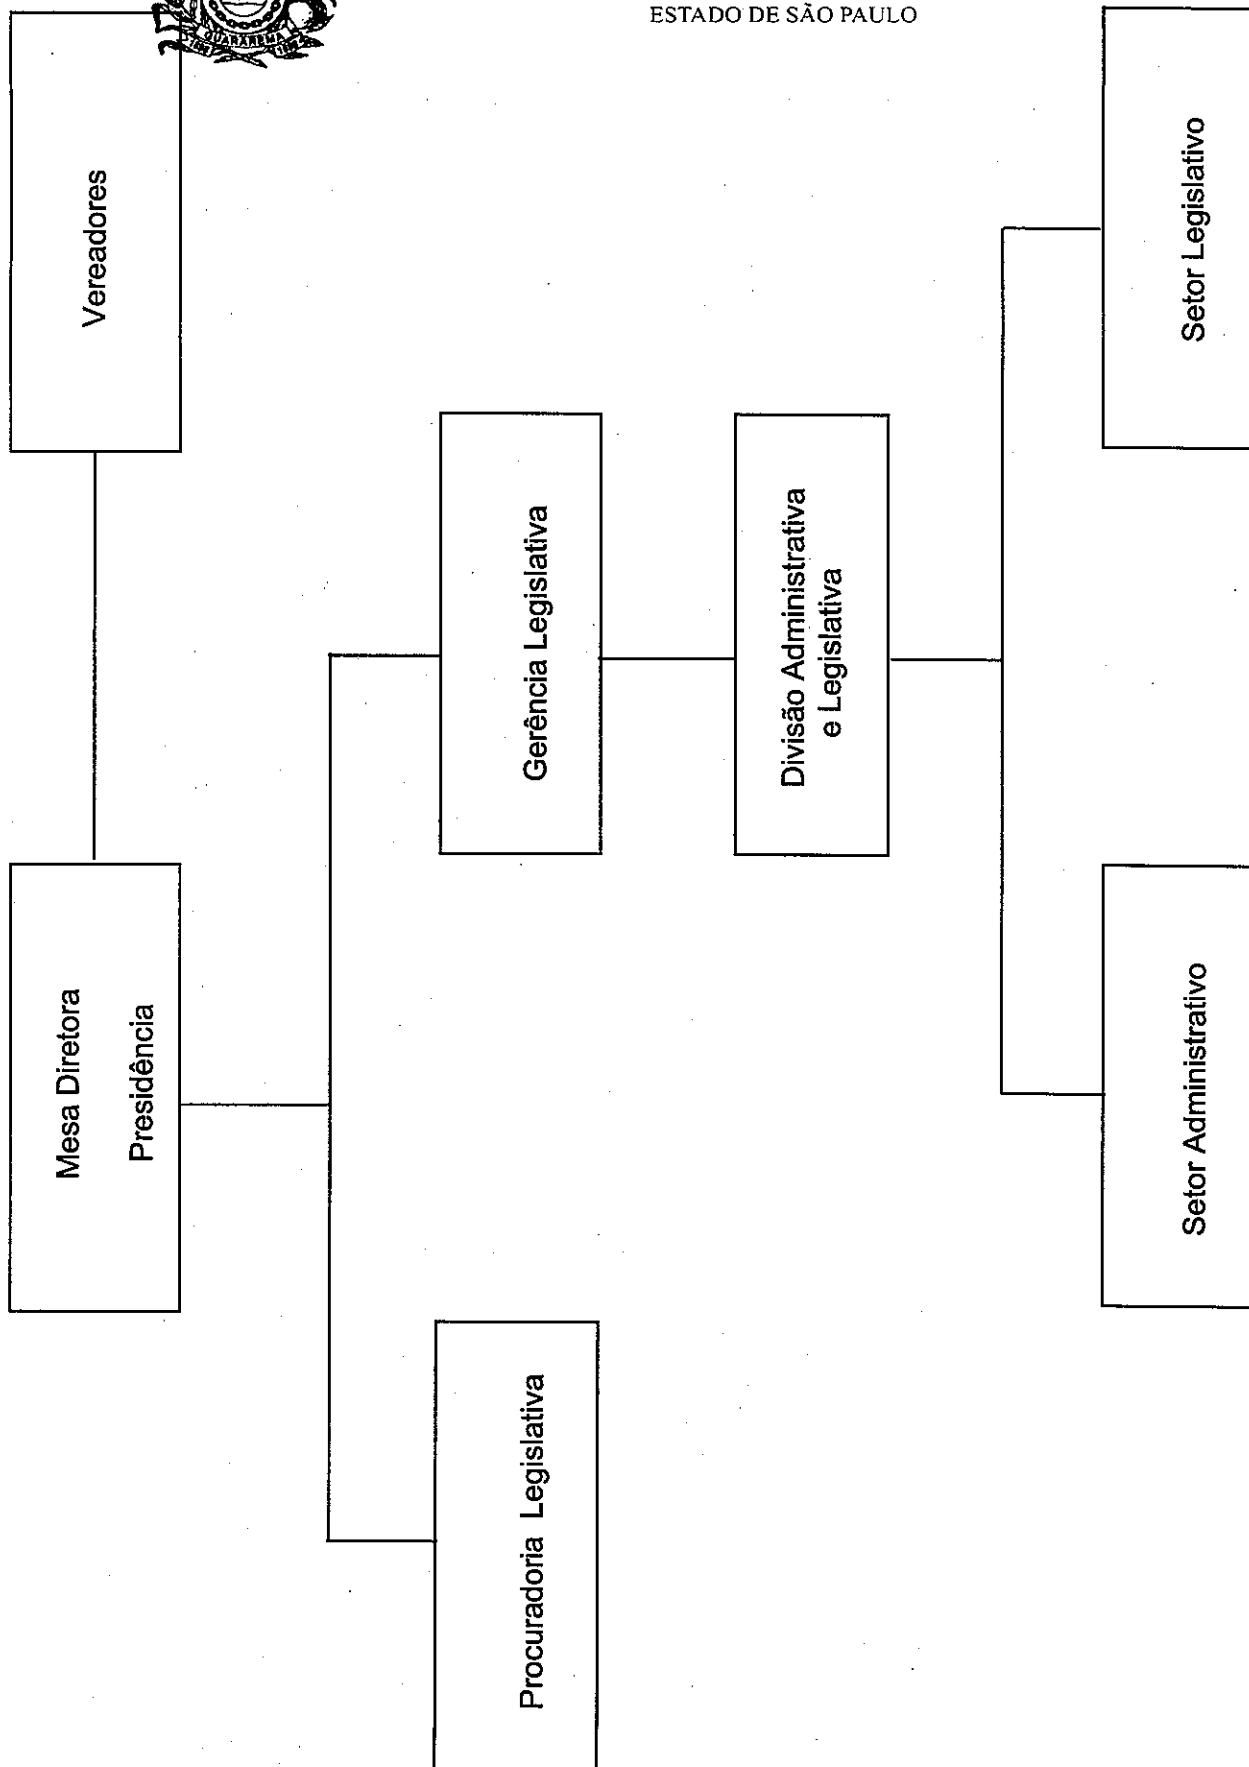 ESTADO DE SÃO PAULO
GUARAREMA
Mesa Diretora
Presidência
Vereadores
Procuradoria Legislativa
Gerência Legislativa
Divisão Administrativa
e Legislativa
Setor Administrativo
Setor Legislativo